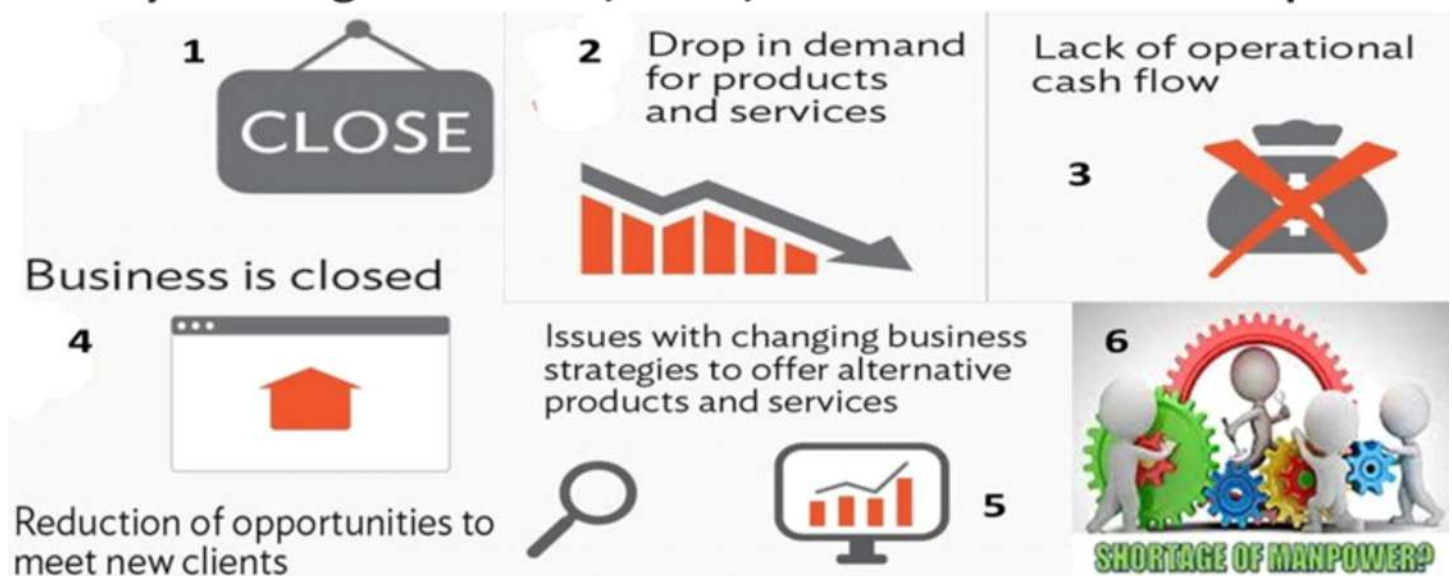 1
CLOSE
Business is closed
2
Drop in demand
for products
and services
Lack of operational
cash flow
3
4
Reduction of opportunities to
meet new clients
Issues with changing business
strategies to offer alternative
products and services
5
6
SHORTAGE OF MANPOWER?